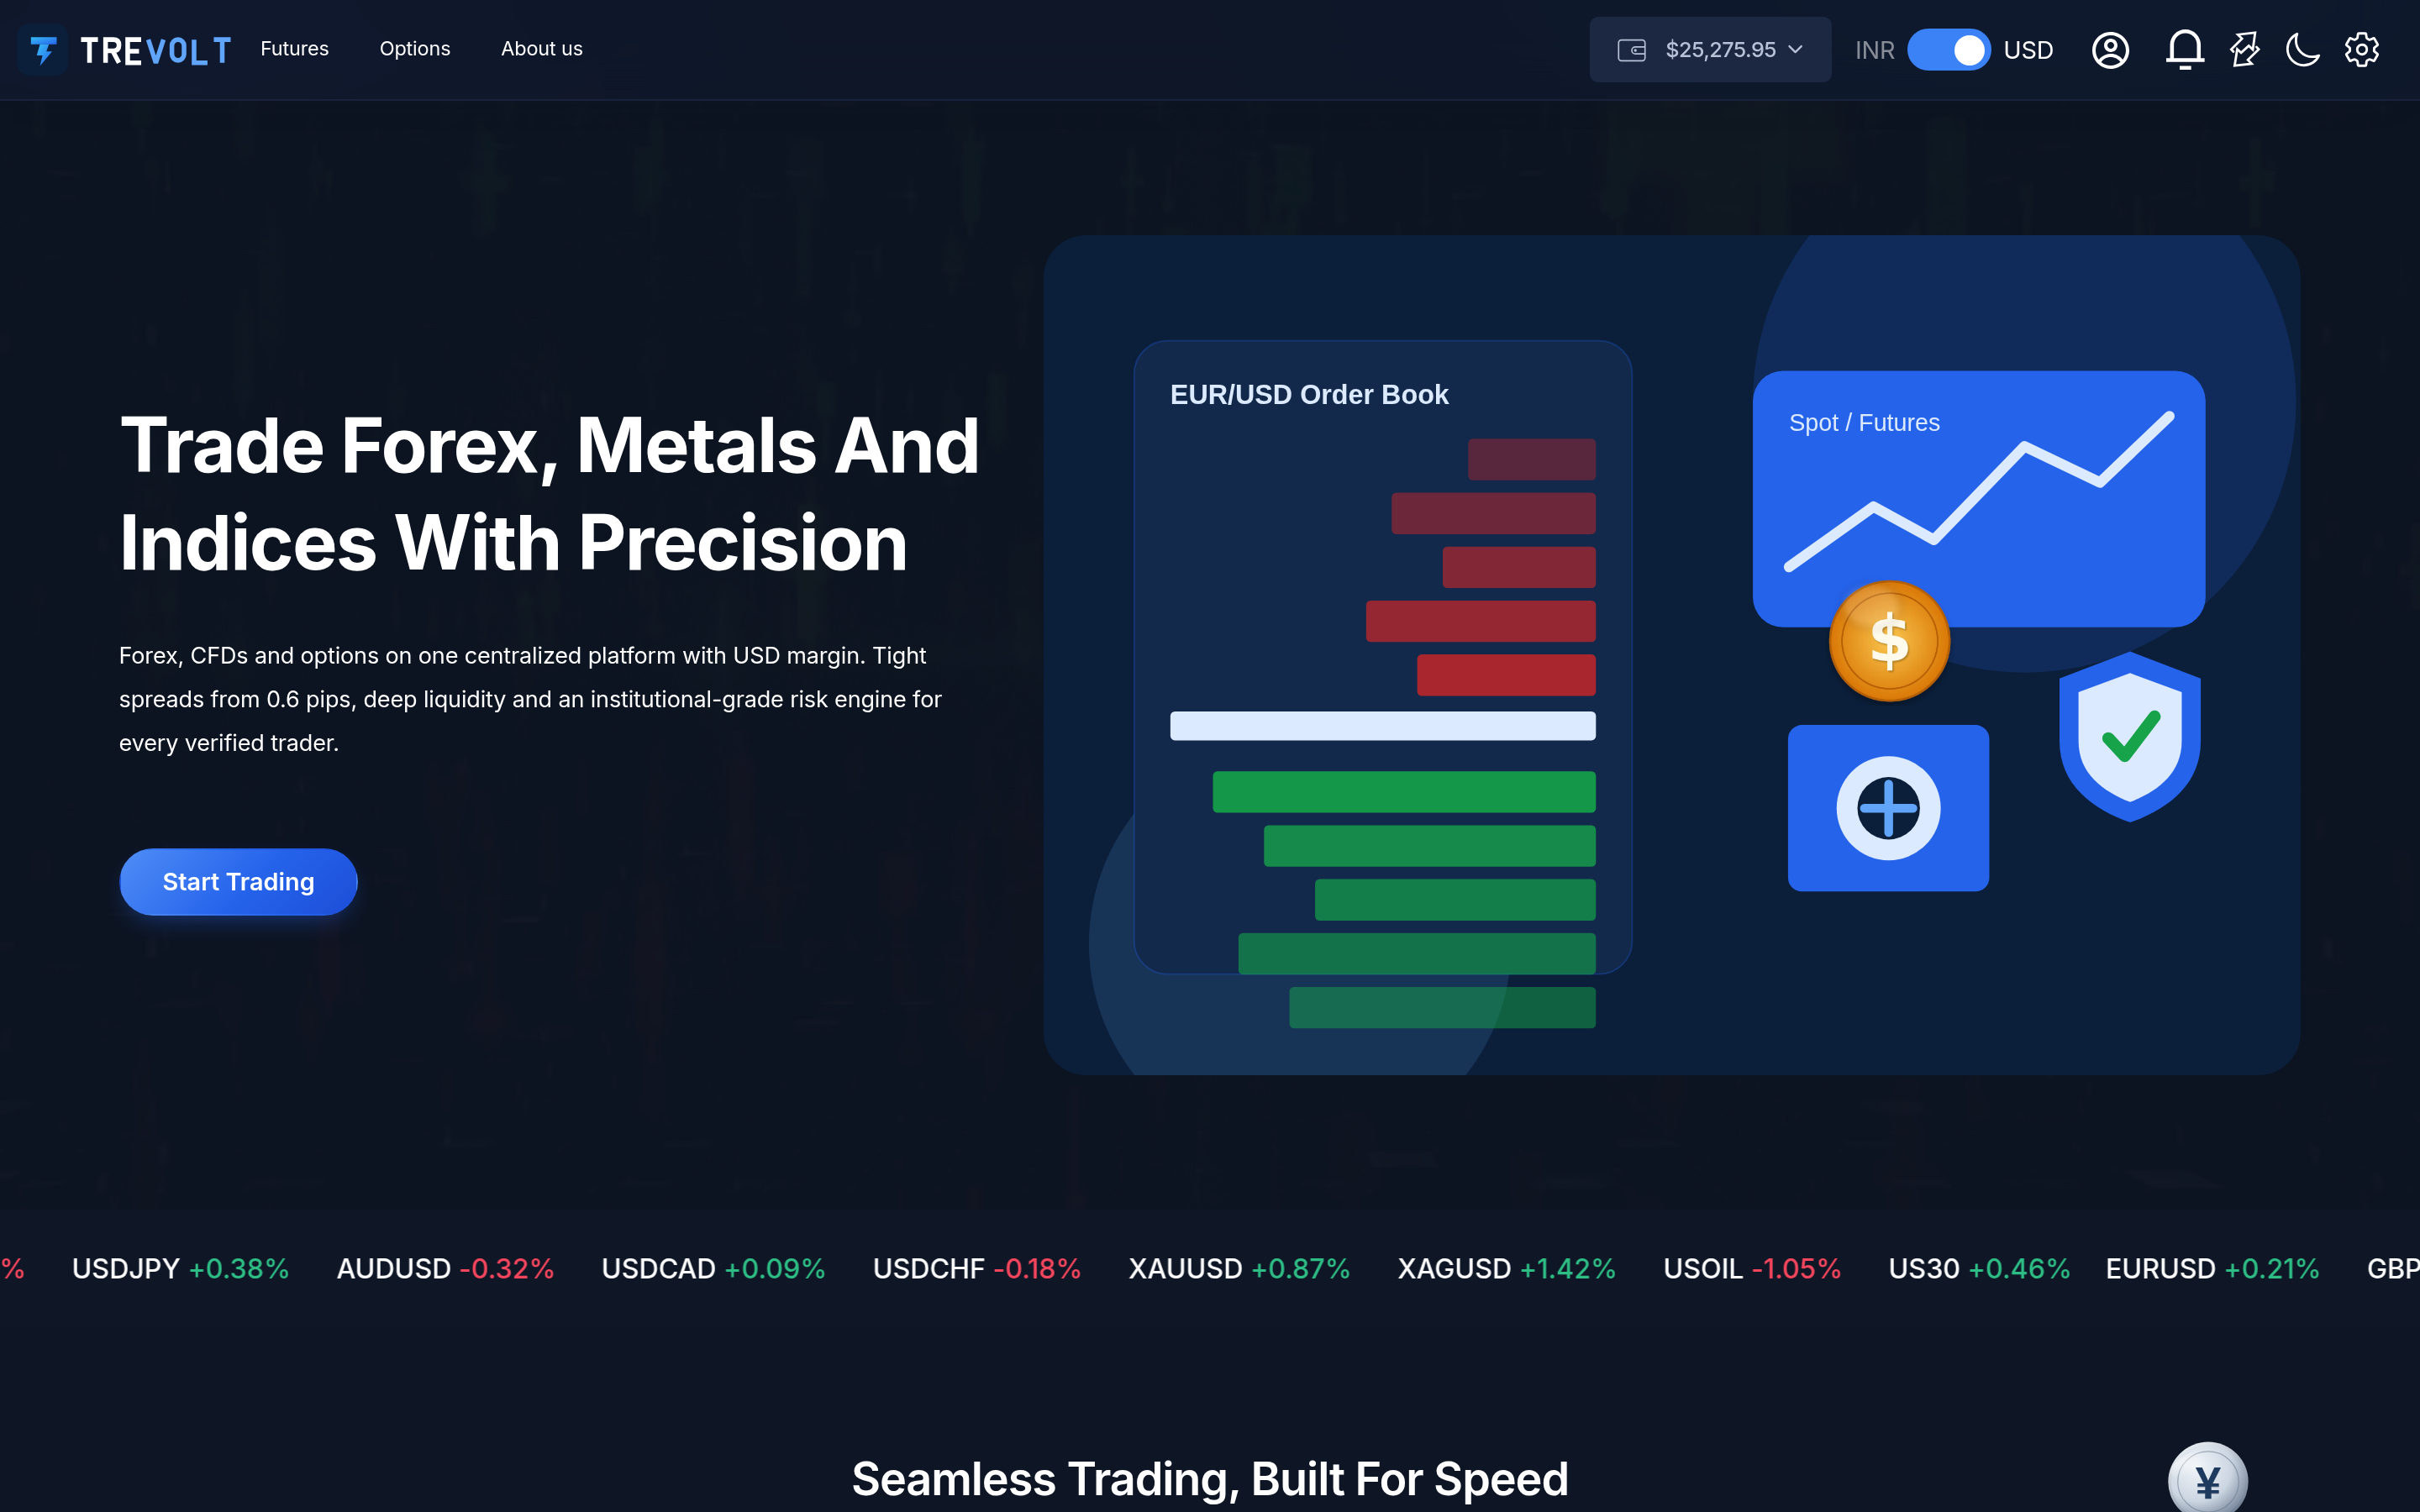 TREVOLT Futures Options About us $25,275.95 INR USD
Trade Forex, Metals And
Indices With Precision
Forex, CFDs and options on one centralized platform with USD margin. Tight
spreads from 0.6 pips, deep liquidity and an institutional-grade risk engine for
every verified trader.
Start Trading
EUR/USD Order Book
Spot / Futures
$
% USDJPY +0.38% AUDUSD -0.32% USDCAD +0.09% USDCHF -0.18% XAUUSD +0.87% XAGUSD +1.42% USOIL -1.05% US30 +0.46% EURUSD +0.21% GBP
Seamless Trading, Built For Speed
¥